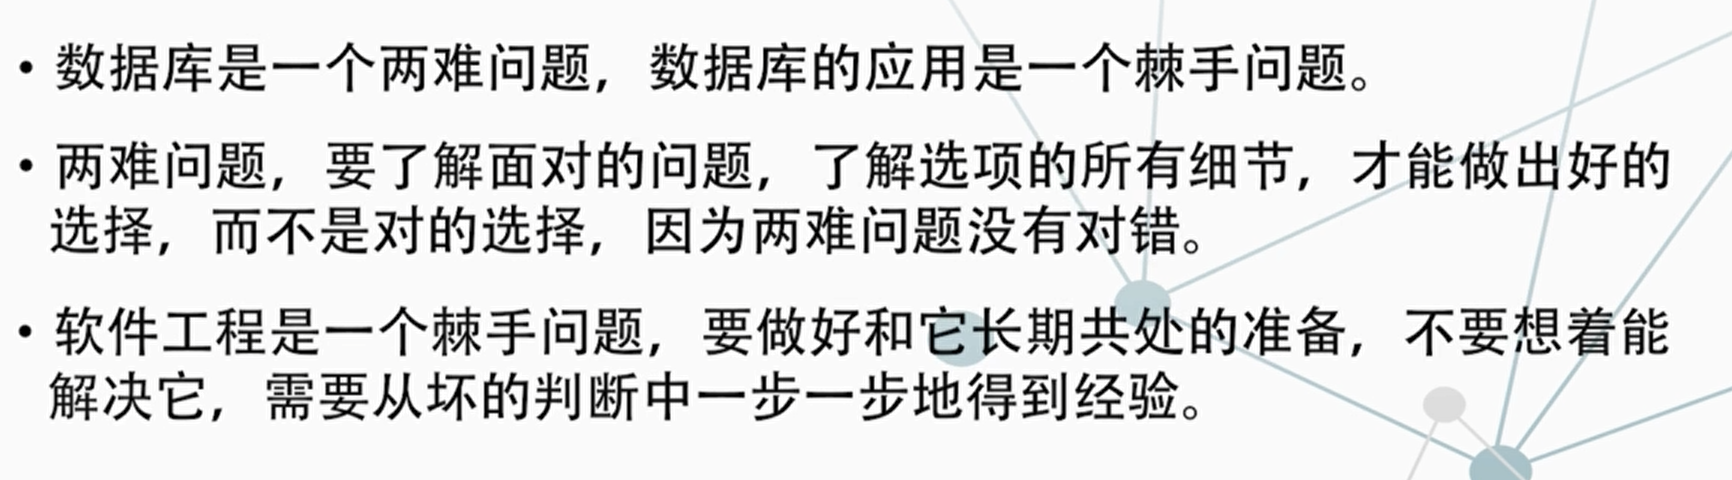 • 数据库是一个两难问题，数据库的应用是一个棘手问题。
• 两难问题，要了解面对的问题，了解选项的所有细节，才能做出好的
选择，而不是对的选择，因为两难问题没有对错。
• 软件工程是一个棘手问题，要做好和它长期共处的准备，不要想着能
解决它，需要从坏的判断中一步一步地得到经验。